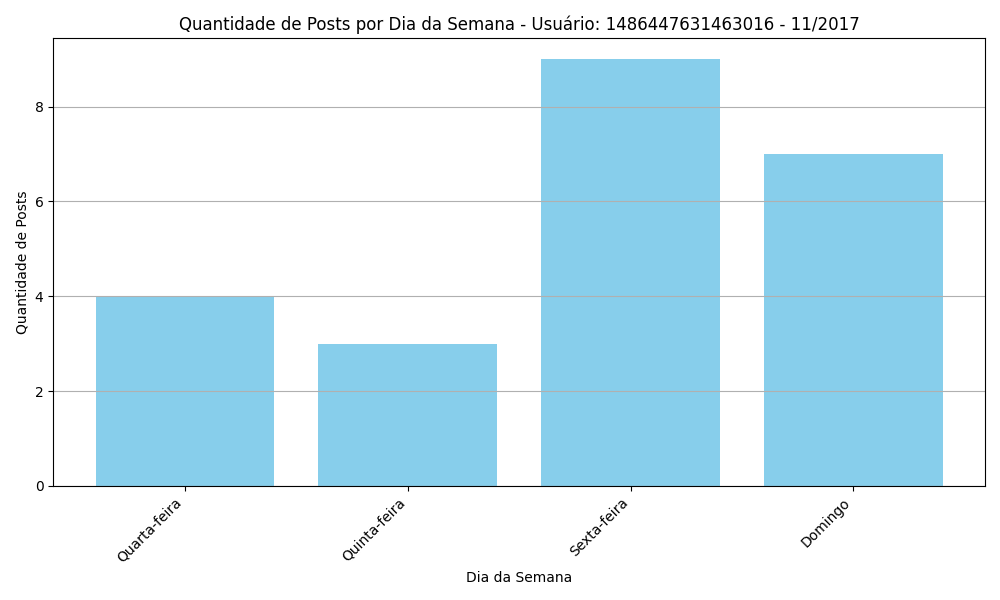 Quantidade de Posts por Dia da Semana - Usuário: 1486447631463016 - 11/2017
Quantidade de Posts
8
6
4
2
0
Quarta-feira
Quinta-feira
Sexta-feira
Domingo
Dia da Semana